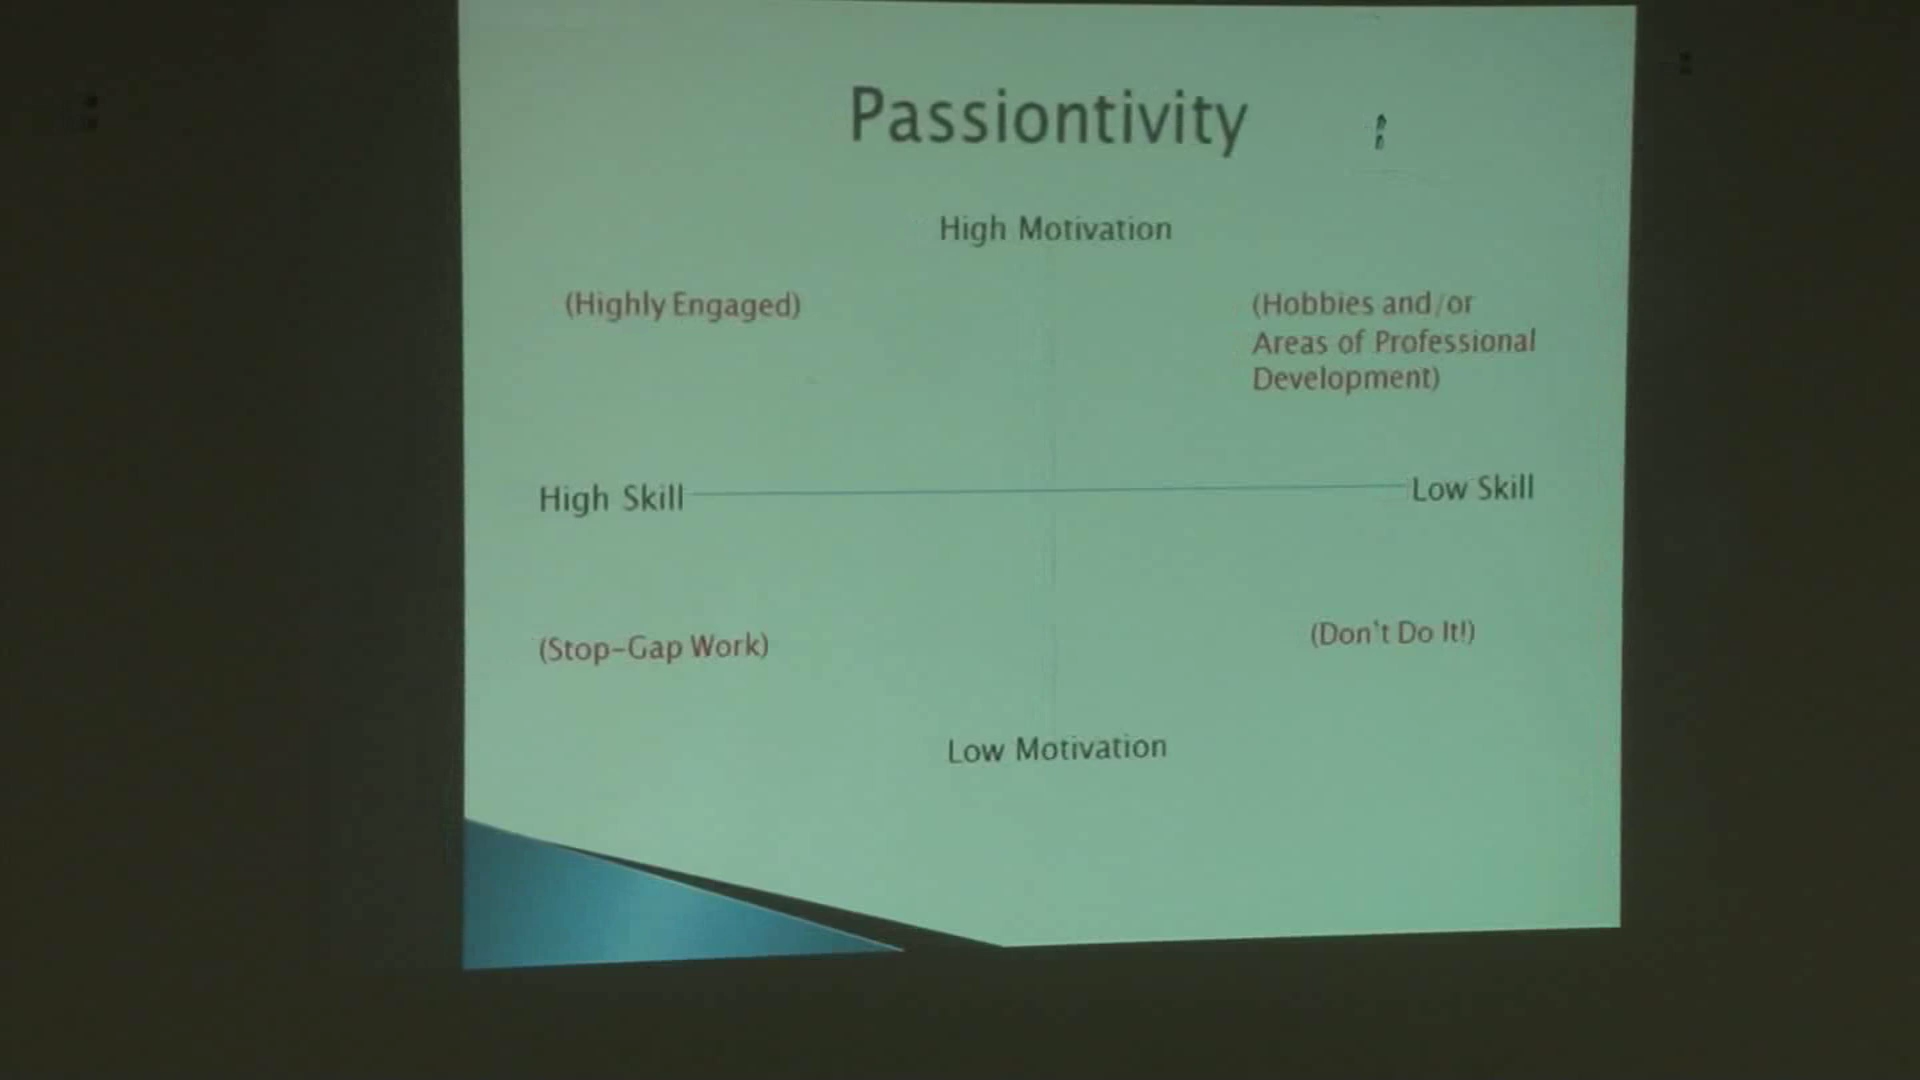 Passiontivity
High Motivation
(Highly Engaged)
(Hobbies and/or
Areas of Professional
Development)
High Skill
Low Skill
(Stop-Gap Work)
(Don't Do It!)
Low Motivation